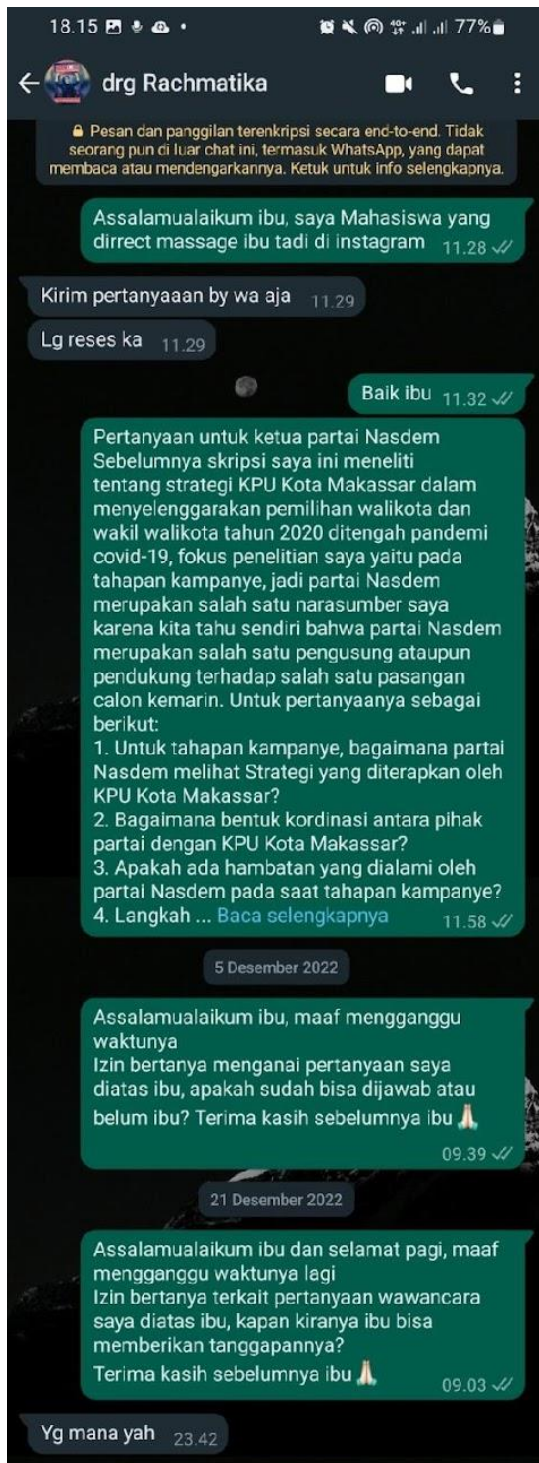 18.15
77%
drg Rachmatika
Pesan dan panggilan terenkripsi secara end-to-end. Tidak
seorang pun di luar chat ini, termasuk WhatsApp, yang dapat
membaca atau mendengarkannya. Ketuk untuk info selengkapnya.
Assalamualaikum ibu, saya Mahasiswa yang
dirrect massage ibu tadi di instagram 11.28
Kirim pertanyaaan by wa aja 11.29
Lg reses ka 11.29
Baik ibu 11.32
Pertanyaan untuk ketua partai Nasdem
Sebelumnya skripsi saya ini meneliti
tentang strategi KPU Kota Makassar dalam
menyelenggarakan pemilihan walikota dan
wakil walikota tahun 2020 ditengah pandemi
covid-19, fokus penelitian saya yaitu pada
tahapan kampanye, jadi partai Nasdem
merupakan salah satu narasumber saya
karena kita tahu sendiri bahwa partai Nasdem
merupakan salah satu pengusung ataupun
pendukung terhadap salah satu pasangan
calon kemarin. Untuk pertanyaanya sebagai
berikut:
1. Untuk tahapan kampanye, bagaimana partai
Nasdem melihat Strategi yang diterapkan oleh
KPU Kota Makassar?
2. Bagaimana bentuk kordinasi antara pihak
partai dengan KPU Kota Makassar?
3. Apakah ada hambatan yang dialami oleh
partai Nasdem pada saat tahapan kampanye?
4. Langkah ... Baca selengkapnya 11.58
5 Desember 2022
Assalamualaikum ibu, maaf mengganggu
waktunya
Izin bertanya menganai pertanyaan saya
diatas ibu, apakah sudah bisa dijawab atau
belum ibu? Terima kasih sebelumnya ibu 🙏🏻
09.39
21 Desember 2022
Assalamualaikum ibu dan selamat pagi, maaf
mengganggu waktunya lagi
Izin bertanya terkait pertanyaan wawancara
saya diatas ibu, kapan kiranya ibu bisa
memberikan tanggapannya?
Terima kasih sebelumnya ibu 🙏🏻 09.03
Yg mana yah 23.42